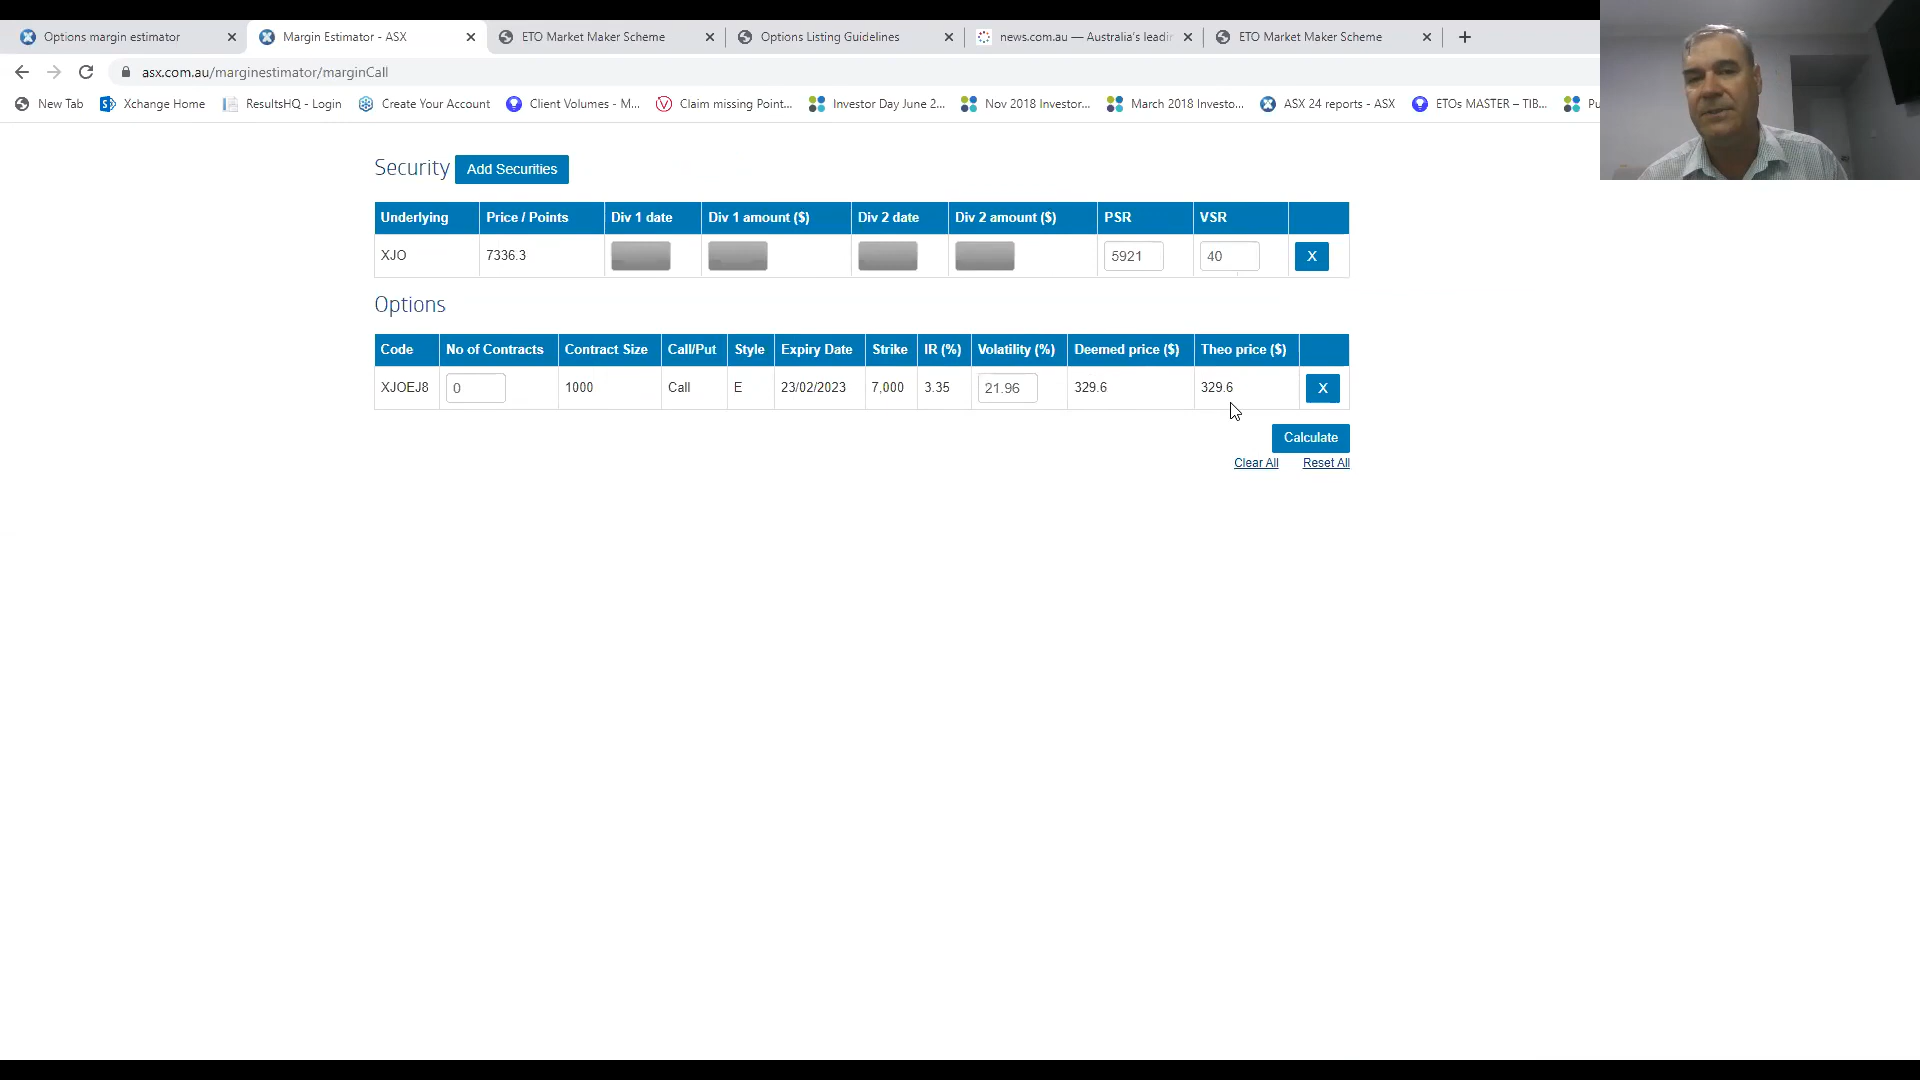 Options margin estimator
Margin Estimator - ASX
ETO Market Maker Scheme
Options Listing Guidelines
news.com.au — Australia's leadi
ETO Market Maker Scheme
asx.com.au/marginestimator/marginCall
New Tab
Xchange Home
ResultsHQ - Login
Create Your Account
Client Volumes - M...
Claim missing Point...
Investor Day June 2...
Nov 2018 Investor...
March 2018 Investo...
ASX 24 reports - ASX
ETOs MASTER – TIB...
Pu
Security Add Securities
Underlying Price / Points Div 1 date Div 1 amount ($) Div 2 date Div 2 amount ($) PSR VSR
XJO 7336.3 5921 40 X
Options
Code No of Contracts Contract Size Call/Put Style Expiry Date Strike IR (%) Volatility (%) Deemed price ($) Theo price ($)
XJOEJ8 0 1000 Call E 23/02/2023 7,000 3.35 21.96 329.6 329.6 X
Calculate
Clear All Reset All